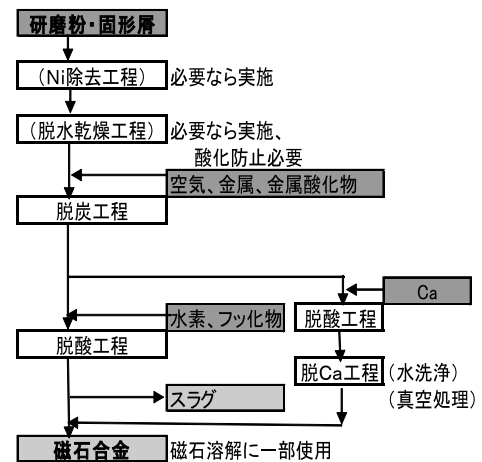 研磨粉・固形屑
（Ni除去工程） 必要なら実施
（脱水乾燥工程） 必要なら実施、
酸化防止必要
空気、金属、金属酸化物
脱炭工程
Ca
水素、フッ化物 脱酸工程
脱酸工程
脱Ca工程 （水洗浄）
（真空処理）
スラグ
磁石合金 磁石溶解に一部使用